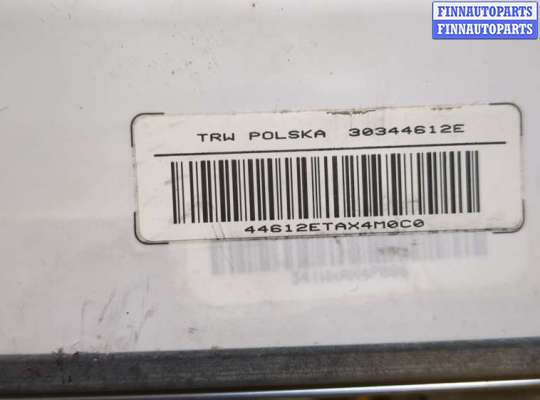 FINNAUTOPARTS
FINNAUTOPARTS
TRW POLSKA 30344612E
44612ETAX4M0C0